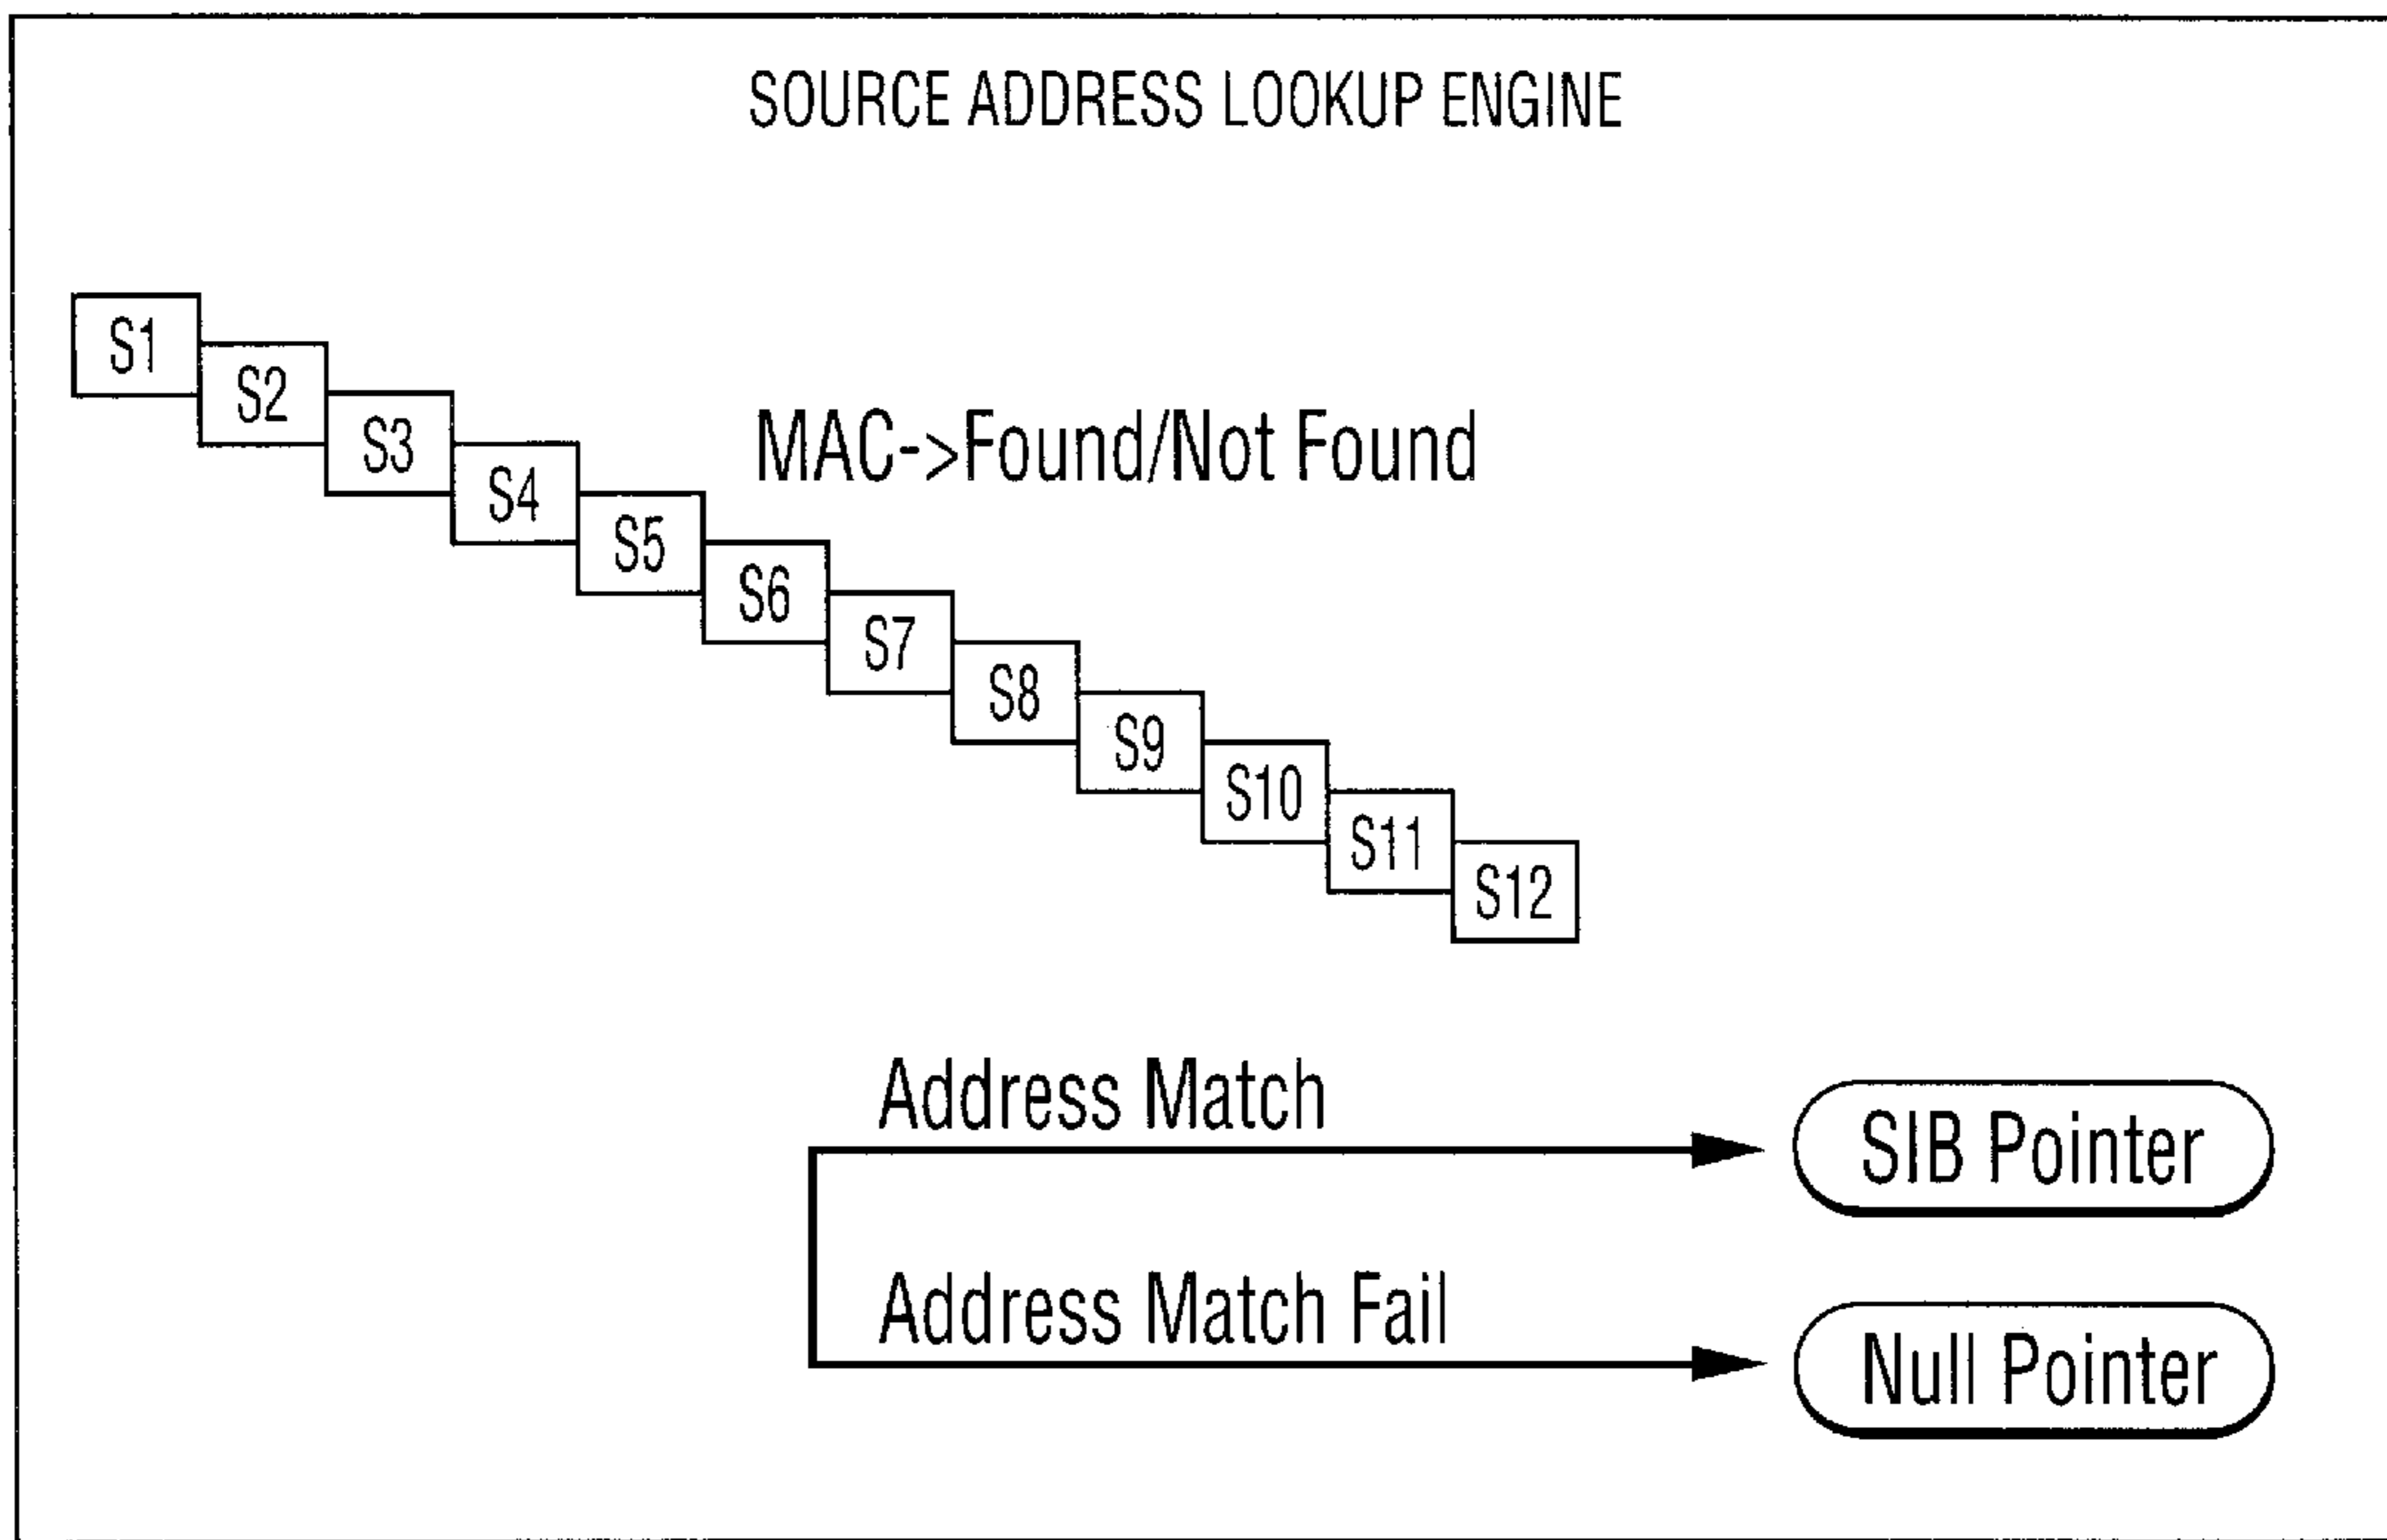 SOURCE ADDRESS LOOKUP ENGINE
S1
S2
S3
MAC->Found/Not Found
S4
S5
S6
S7
S8
S9
S10
S11
S12
Address Match
SIB Pointer
Address Match Fail
Null Pointer